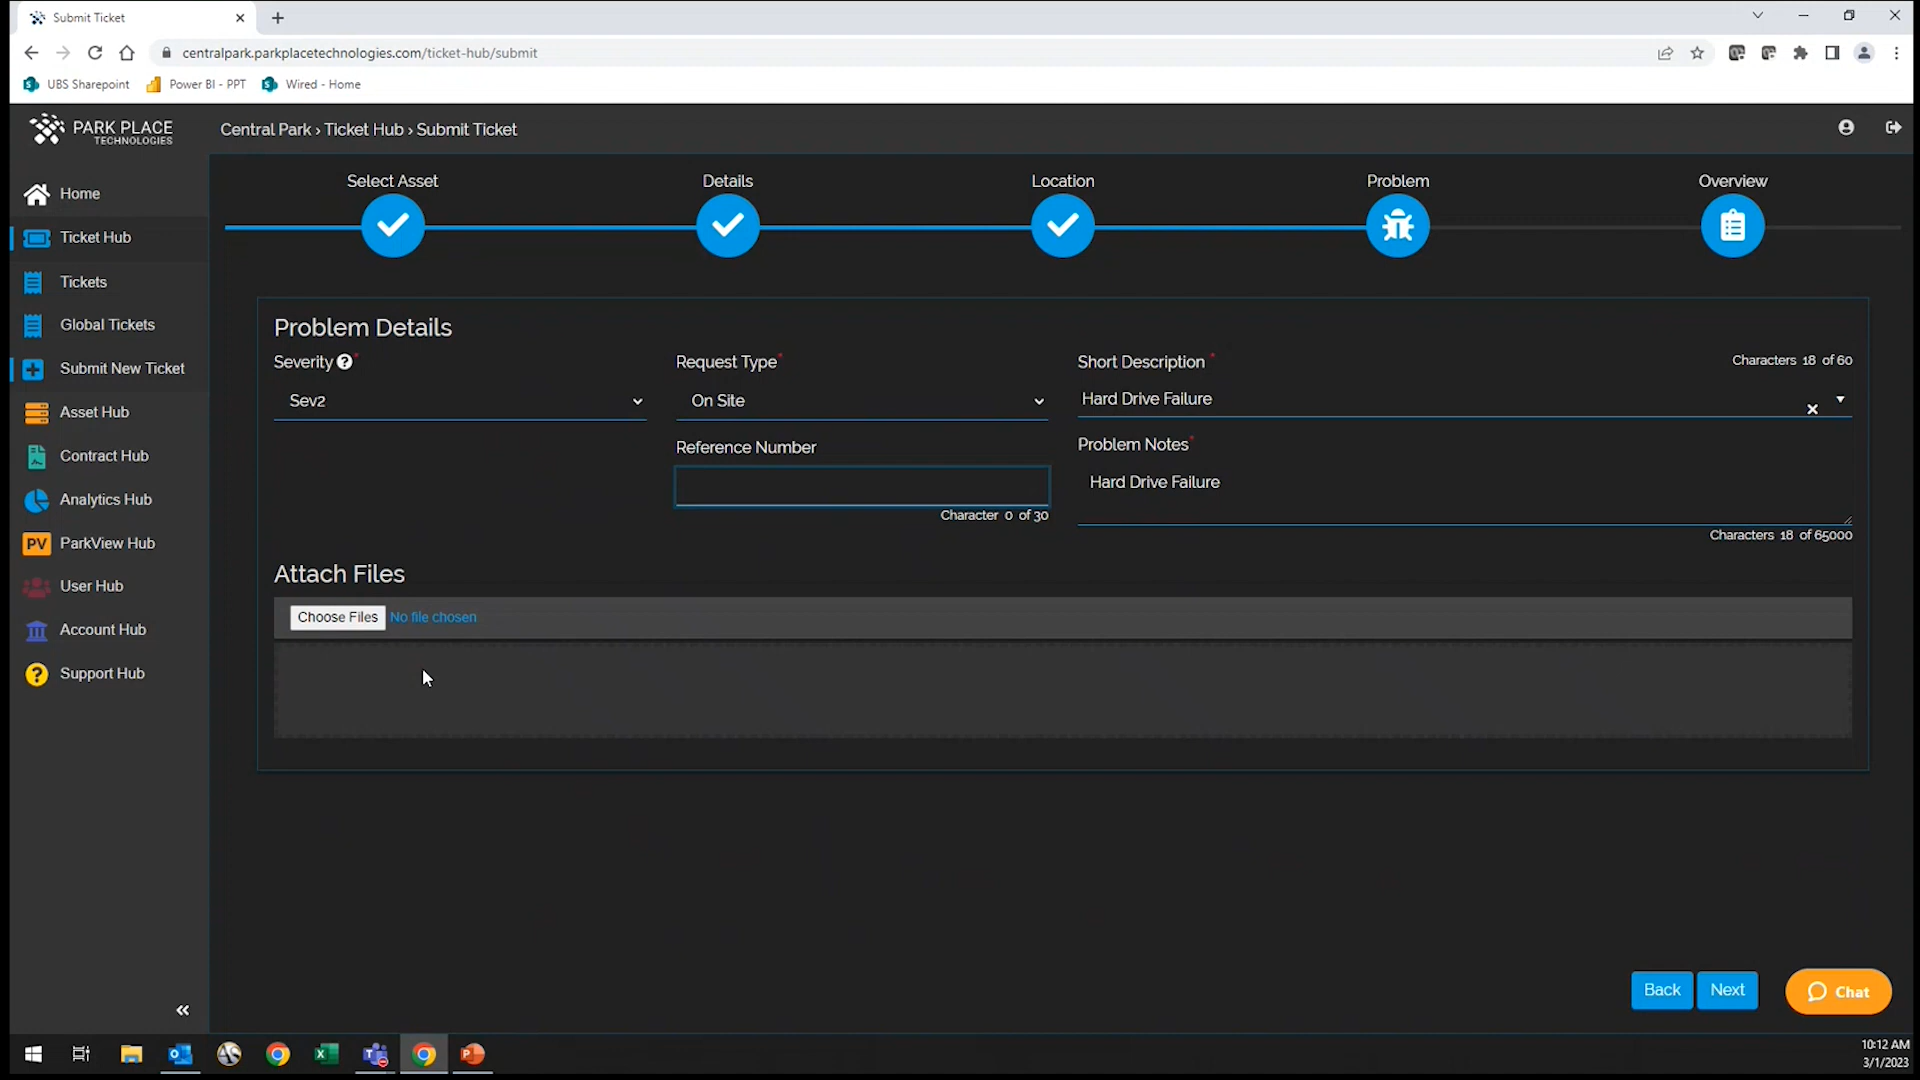 Submit Ticket
centralpark.parkplacetechnologies.com/ticket-hub/submit
UBS Sharepoint
Power BI - PPT
Wired - Home
PARK PLACE
TECHNOLOGIES
Central Park › Ticket Hub › Submit Ticket
Home
Ticket Hub
Tickets
Global Tickets
Submit New Ticket
Asset Hub
Contract Hub
Analytics Hub
PV ParkView Hub
User Hub
Account Hub
Support Hub
Select Asset
Details
Location
Problem
Overview
Problem Details
Severity ?*
Sev2
Request Type*
On Site
Reference Number
Character 0 of 30
Short Description *
Characters 18 of 60
Hard Drive Failure
Problem Notes*
Hard Drive Failure
Characters 18 of 65000
Attach Files
Choose Files No file chosen
Back
Next
Chat
10:12 AM
3/1/2023